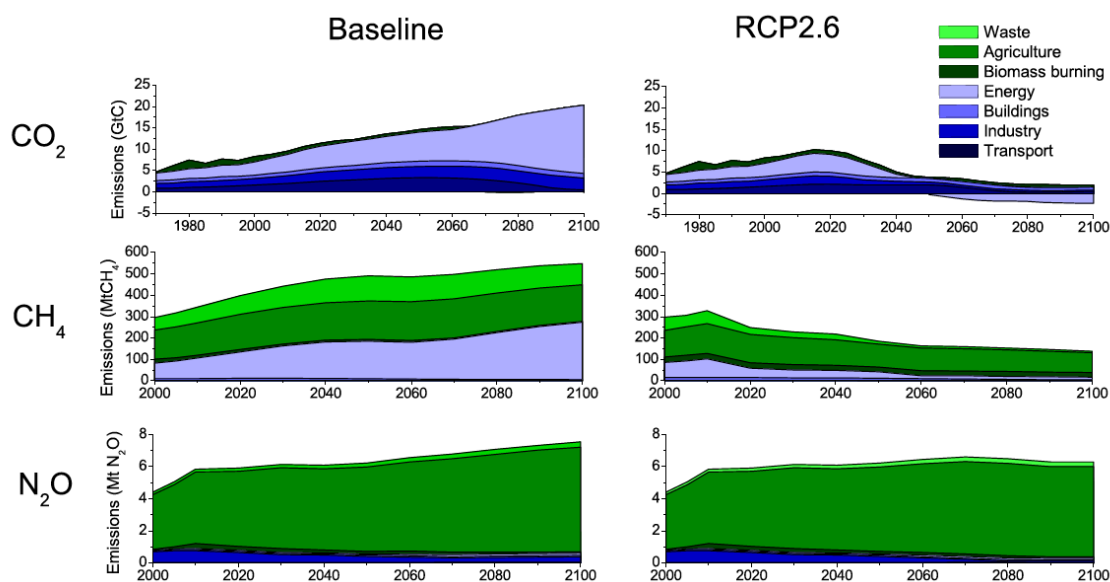 Baseline
RCP2.6
Waste
Agriculture
Biomass burning
Energy
Buildings
Industry
Transport
CO₂
Emissions (GtC)
25
20
15
10
5
0
-5
1980 2000 2020 2040 2060 2080 2100
25
20
15
10
5
0
-5
1980 2000 2020 2040 2060 2080 2100
CH₄
Emissions (MtCH₄)
600
500
400
300
200
100
0
2000 2020 2040 2060 2080 2100
600
500
400
300
200
100
0
2000 2020 2040 2060 2080 2100
N₂O
Emissions (Mt N₂O)
8
6
4
2
0
2000 2020 2040 2060 2080 2100
8
6
4
2
0
2000 2020 2040 2060 2080 2100